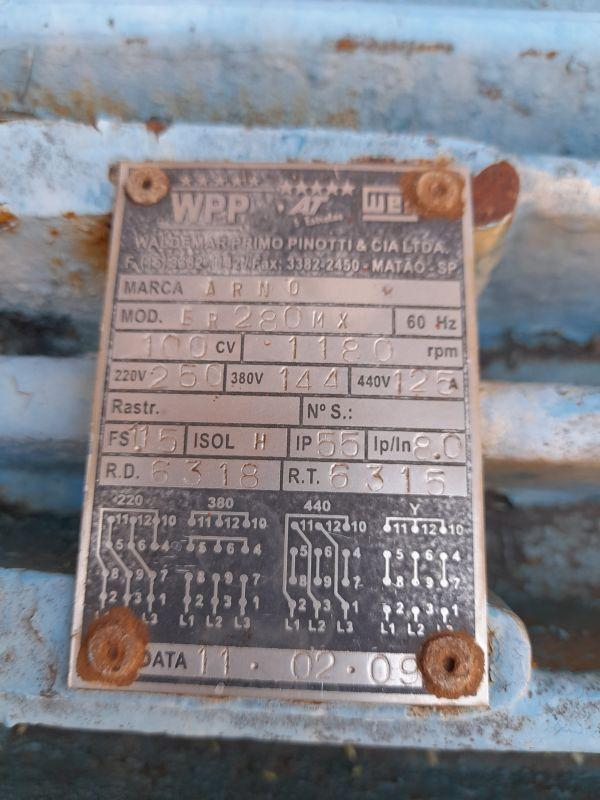 WPP AT WEG
WALDEMAR PRIMO PINOTTI & CIA LTDA.
Fax: 3382-2450 - MATÃO - SP
MARCA ARNO
MOD. ER280MX 60 Hz
100 CV 1180 rpm
220V 250 380V 144 440V 125 A
Rastr. Nº S.:
FS 1,15 ISOL H IP 55 Ip/In 8.0
R.D. 6318 R.T. 6315
220 380 440 Y
11 12 10 11 12 10 11 12 10 11 12 10
5 6 4 5 6 4 5 6 4 5 6 4
8 9 7 8 9 7 8 9 7 8 9 7
2 3 1 2 3 1 2 3 1 2 3 1
L3 L1 L2 L3 L1 L2 L3 L1 L2 L3
DATA 11.02.09